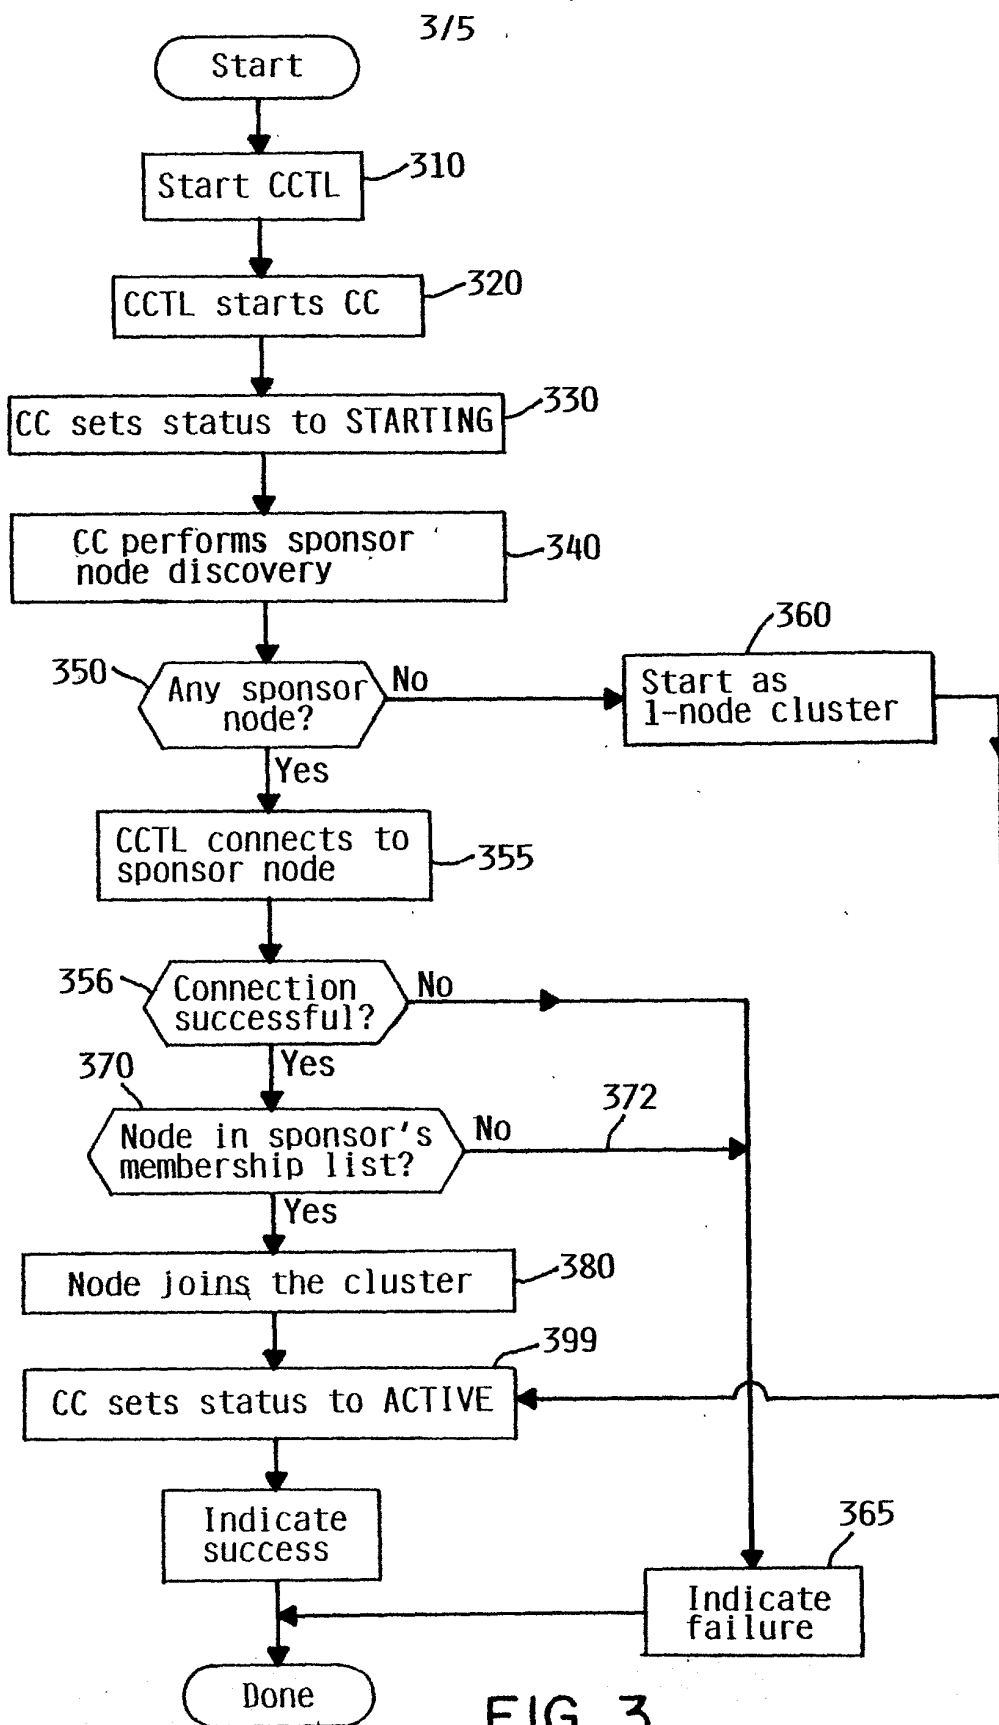 3/5
Start
Start CCTL
310
CCTL starts CC
320
CC sets status to STARTING
330
CC performs sponsor
node discovery
340
350
Any sponsor
node?
No
360
Start as
1-node cluster
Yes
CCTL connects to
sponsor node
355
356
Connection
successful?
No
Yes
370
Node in sponsor's
membership list?
No
372
Yes
Node joins the cluster
380
399
CC sets status to ACTIVE
Indicate
success
365
Indicate
failure
Done
FIG. 3